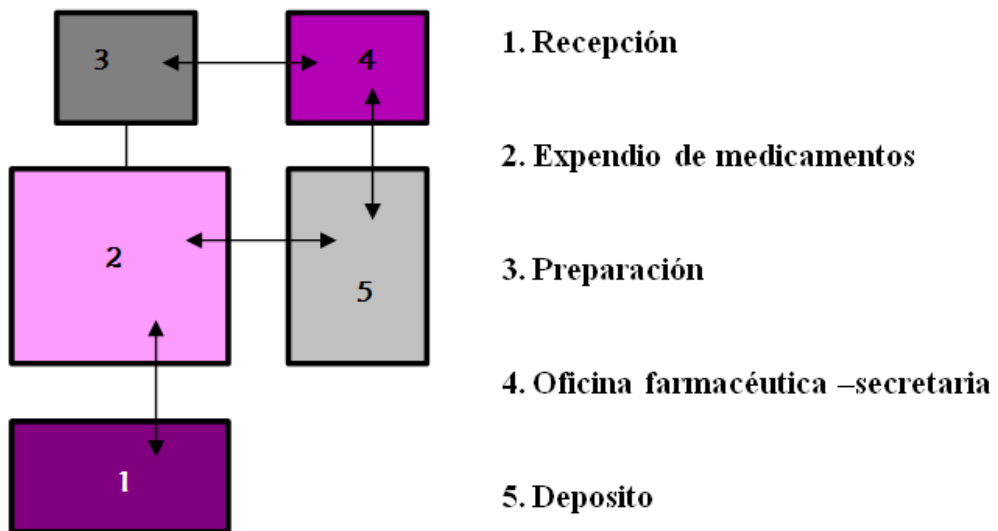 3
4
2
5
1
1. Recepción
2. Expendio de medicamentos
3. Preparación
4. Oficina farmacéutica –secretaria
5. Deposito